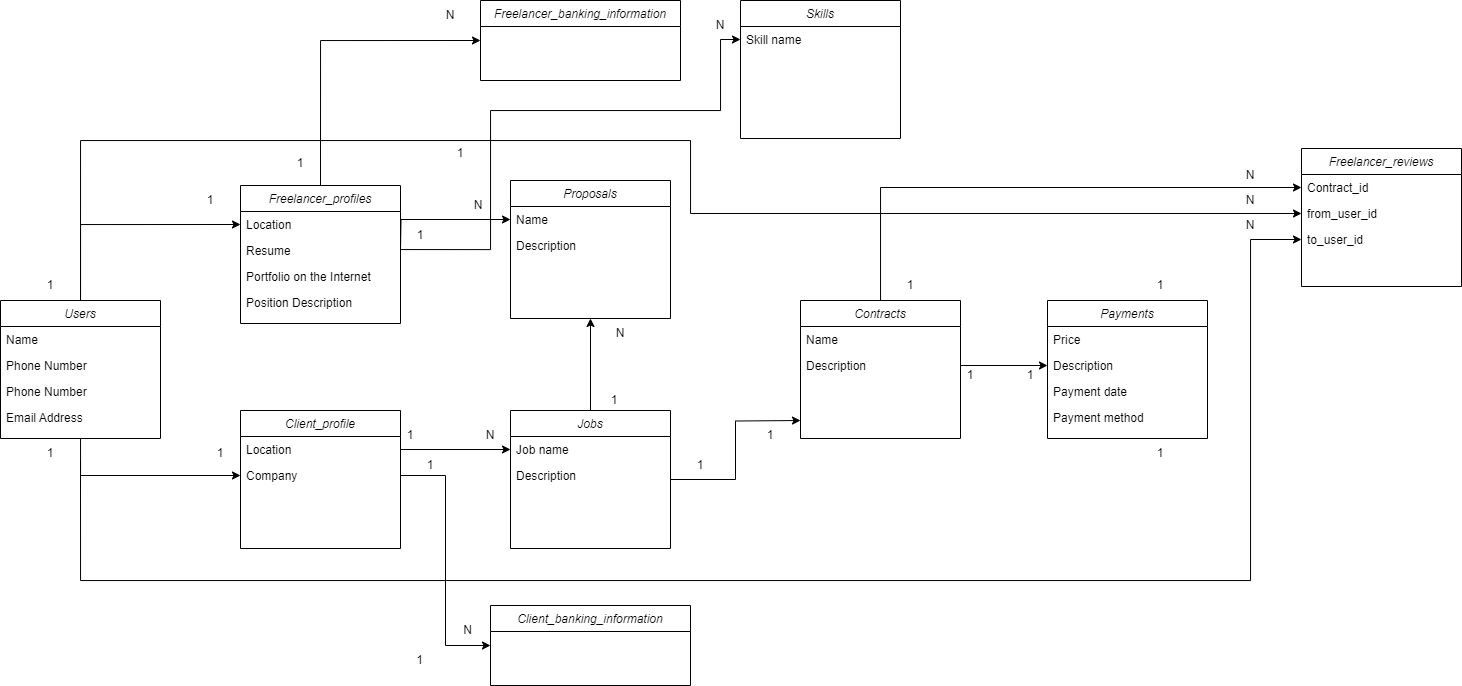 N
Freelancer_banking_information
N
Skills
Skill name
1
1
Freelancer_reviews
Contract_id
from_user_id
to_user_id
N
N
N
1
Freelancer_profiles
Location
Resume
Portfolio on the Internet
Position Description
N
1
Proposals
Name
Description
1
Users
Name
Phone Number
Phone Number
Email Address
1
N
1
1
Contracts
Name
Description
1
1
1
Payments
Price
Description
Payment date
Payment method
1
1
Client_profile
Location
Company
1
N
1
Jobs
Job name
Description
1
1
N
1
Client_banking_information